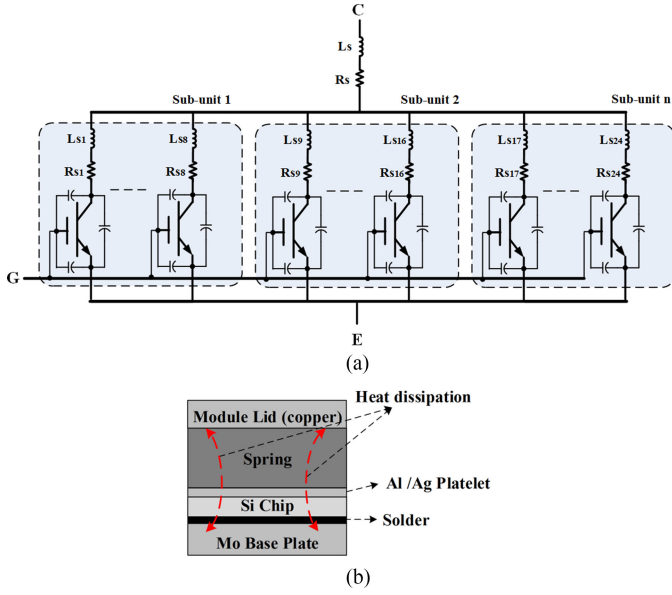 C
Ls
Rs
Sub-unit 1
Sub-unit 2
Sub-unit n
Ls1
Ls8
Ls9
Ls16
Ls17
Ls24
Rs1
Rs8
Rs9
Rs16
Rs17
Rs24
G
E
(a)
Heat dissipation
Module Lid (copper)
Spring
Al /Ag Platelet
Si Chip
Solder
Mo Base Plate
(b)